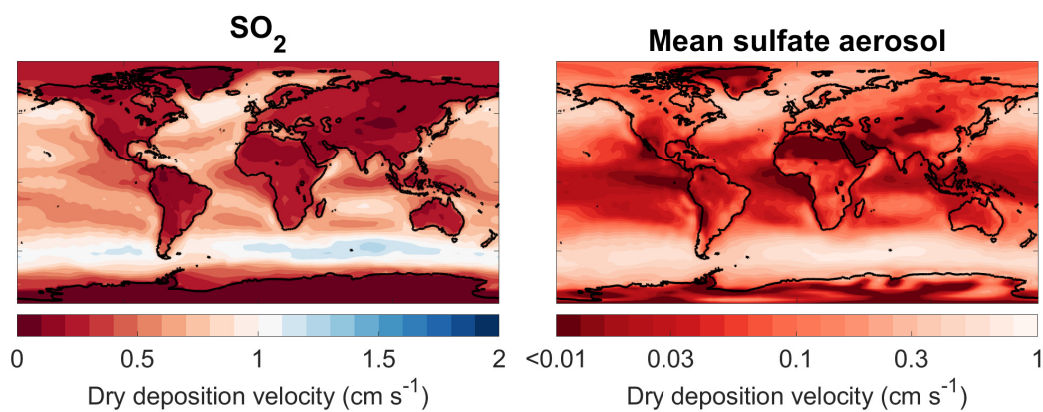 SO2
Mean sulfate aerosol
0 0.5 1 1.5 2
<0.01 0.03 0.1 0.3 1
Dry deposition velocity (cm s-1)
Dry deposition velocity (cm s-1)